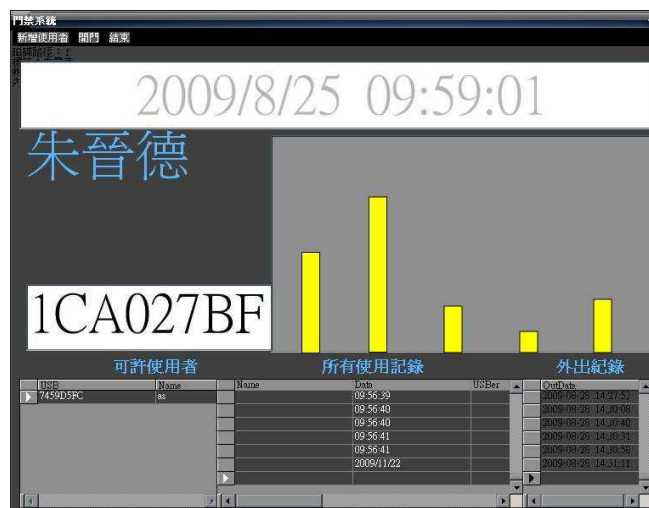 門禁系統
新增使用者 開門 結束
2009/8/25 09:59:01
朱晉德
1CA027BF
可許使用者 所有使用記錄 外出紀錄
USB Name Name Data USBer OutData
7459D5FC as 09:56:39 2009-08-28 14:27:53
09:56:40 2009-08-28 14:30:08
09:56:40 2009-08-28 14:30:40
09:56:41 2009-08-28 14:30:31
09:56:41 2009-08-28 14:30:56
2009/11/22 2009-08-28 14:31:11